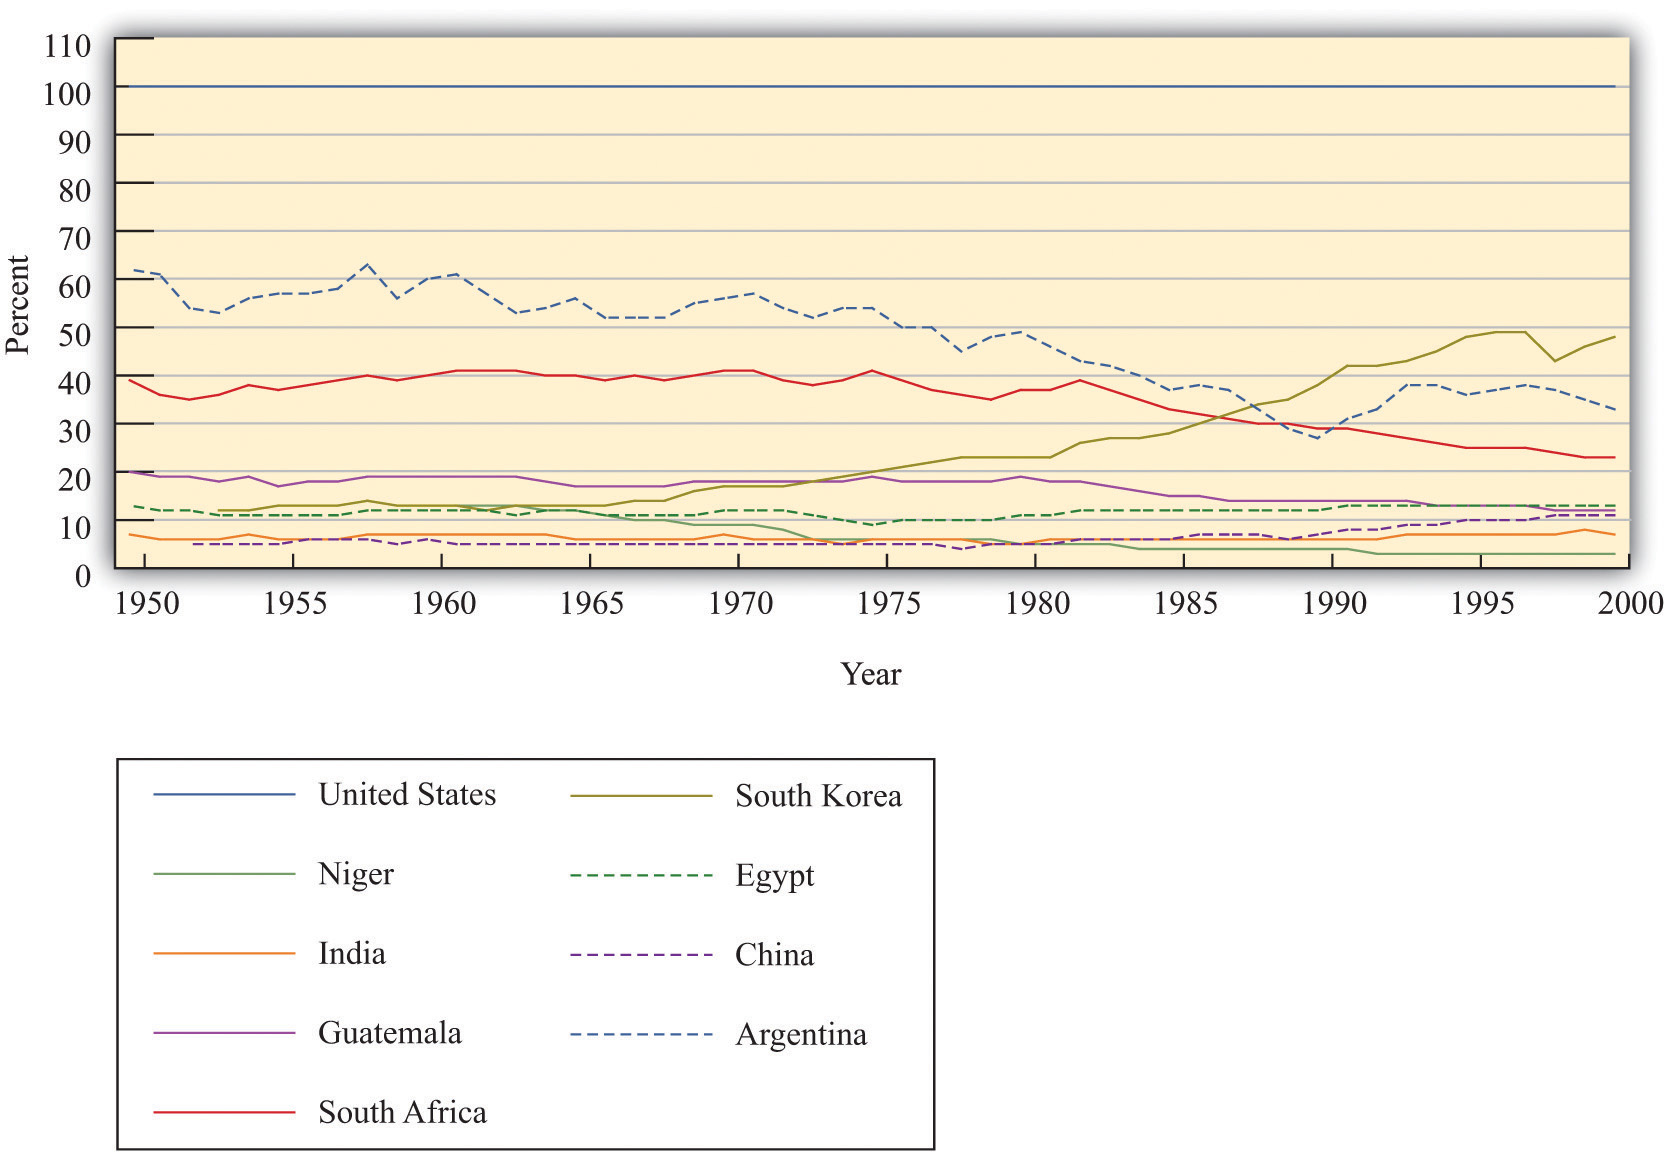 110
100
90
80
70
60
50
40
30
20
10
0
Percent
1950 1955 1960 1965 1970 1975 1980 1985 1990 1995 2000
Year
United States South Korea
Niger Egypt
India China
Guatemala Argentina
South Africa